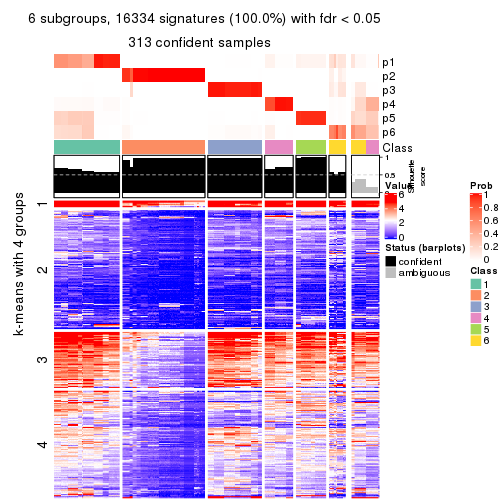 6 subgroups, 16334 signatures (100.0%) with fdr < 0.05
313 confident samples
p1
p2
p3
p4
p5
p6
Class
1
0.5
0
Silhouette
score
k-means with 4 groups
1
2
3
4
Value
6
4
2
0
Status (barplots)
confident
ambiguous
Prob
1
0.8
0.6
0.4
0.2
0
Class
1
2
3
4
5
6